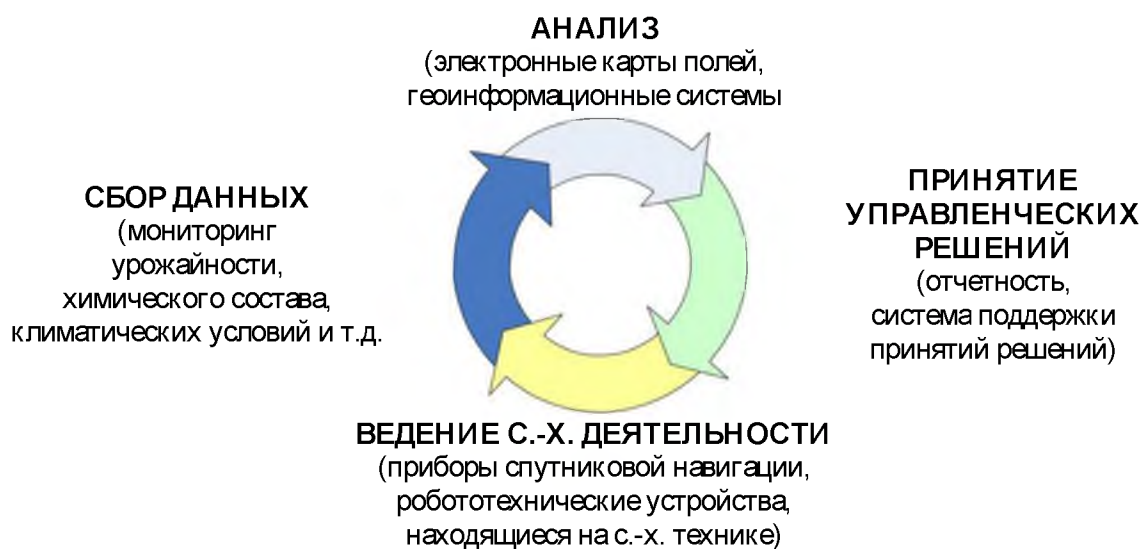 АНАЛИЗ
(электронные карты полей,
геоинформационные системы
СБОР ДАННЫХ
(мониторинг
урожайности,
химического состава,
климатических условий и т.д.
ПРИНЯТИЕ
УПРАВЛЕНЧЕСКИХ
РЕШЕНИЙ
(отчетность,
система поддержки
принятий решений)
ВЕДЕНИЕ С.-Х. ДЕЯТЕЛЬНОСТИ
(приборы спутниковой навигации,
робототехнические устройства,
находящиеся на с.-х. технике)